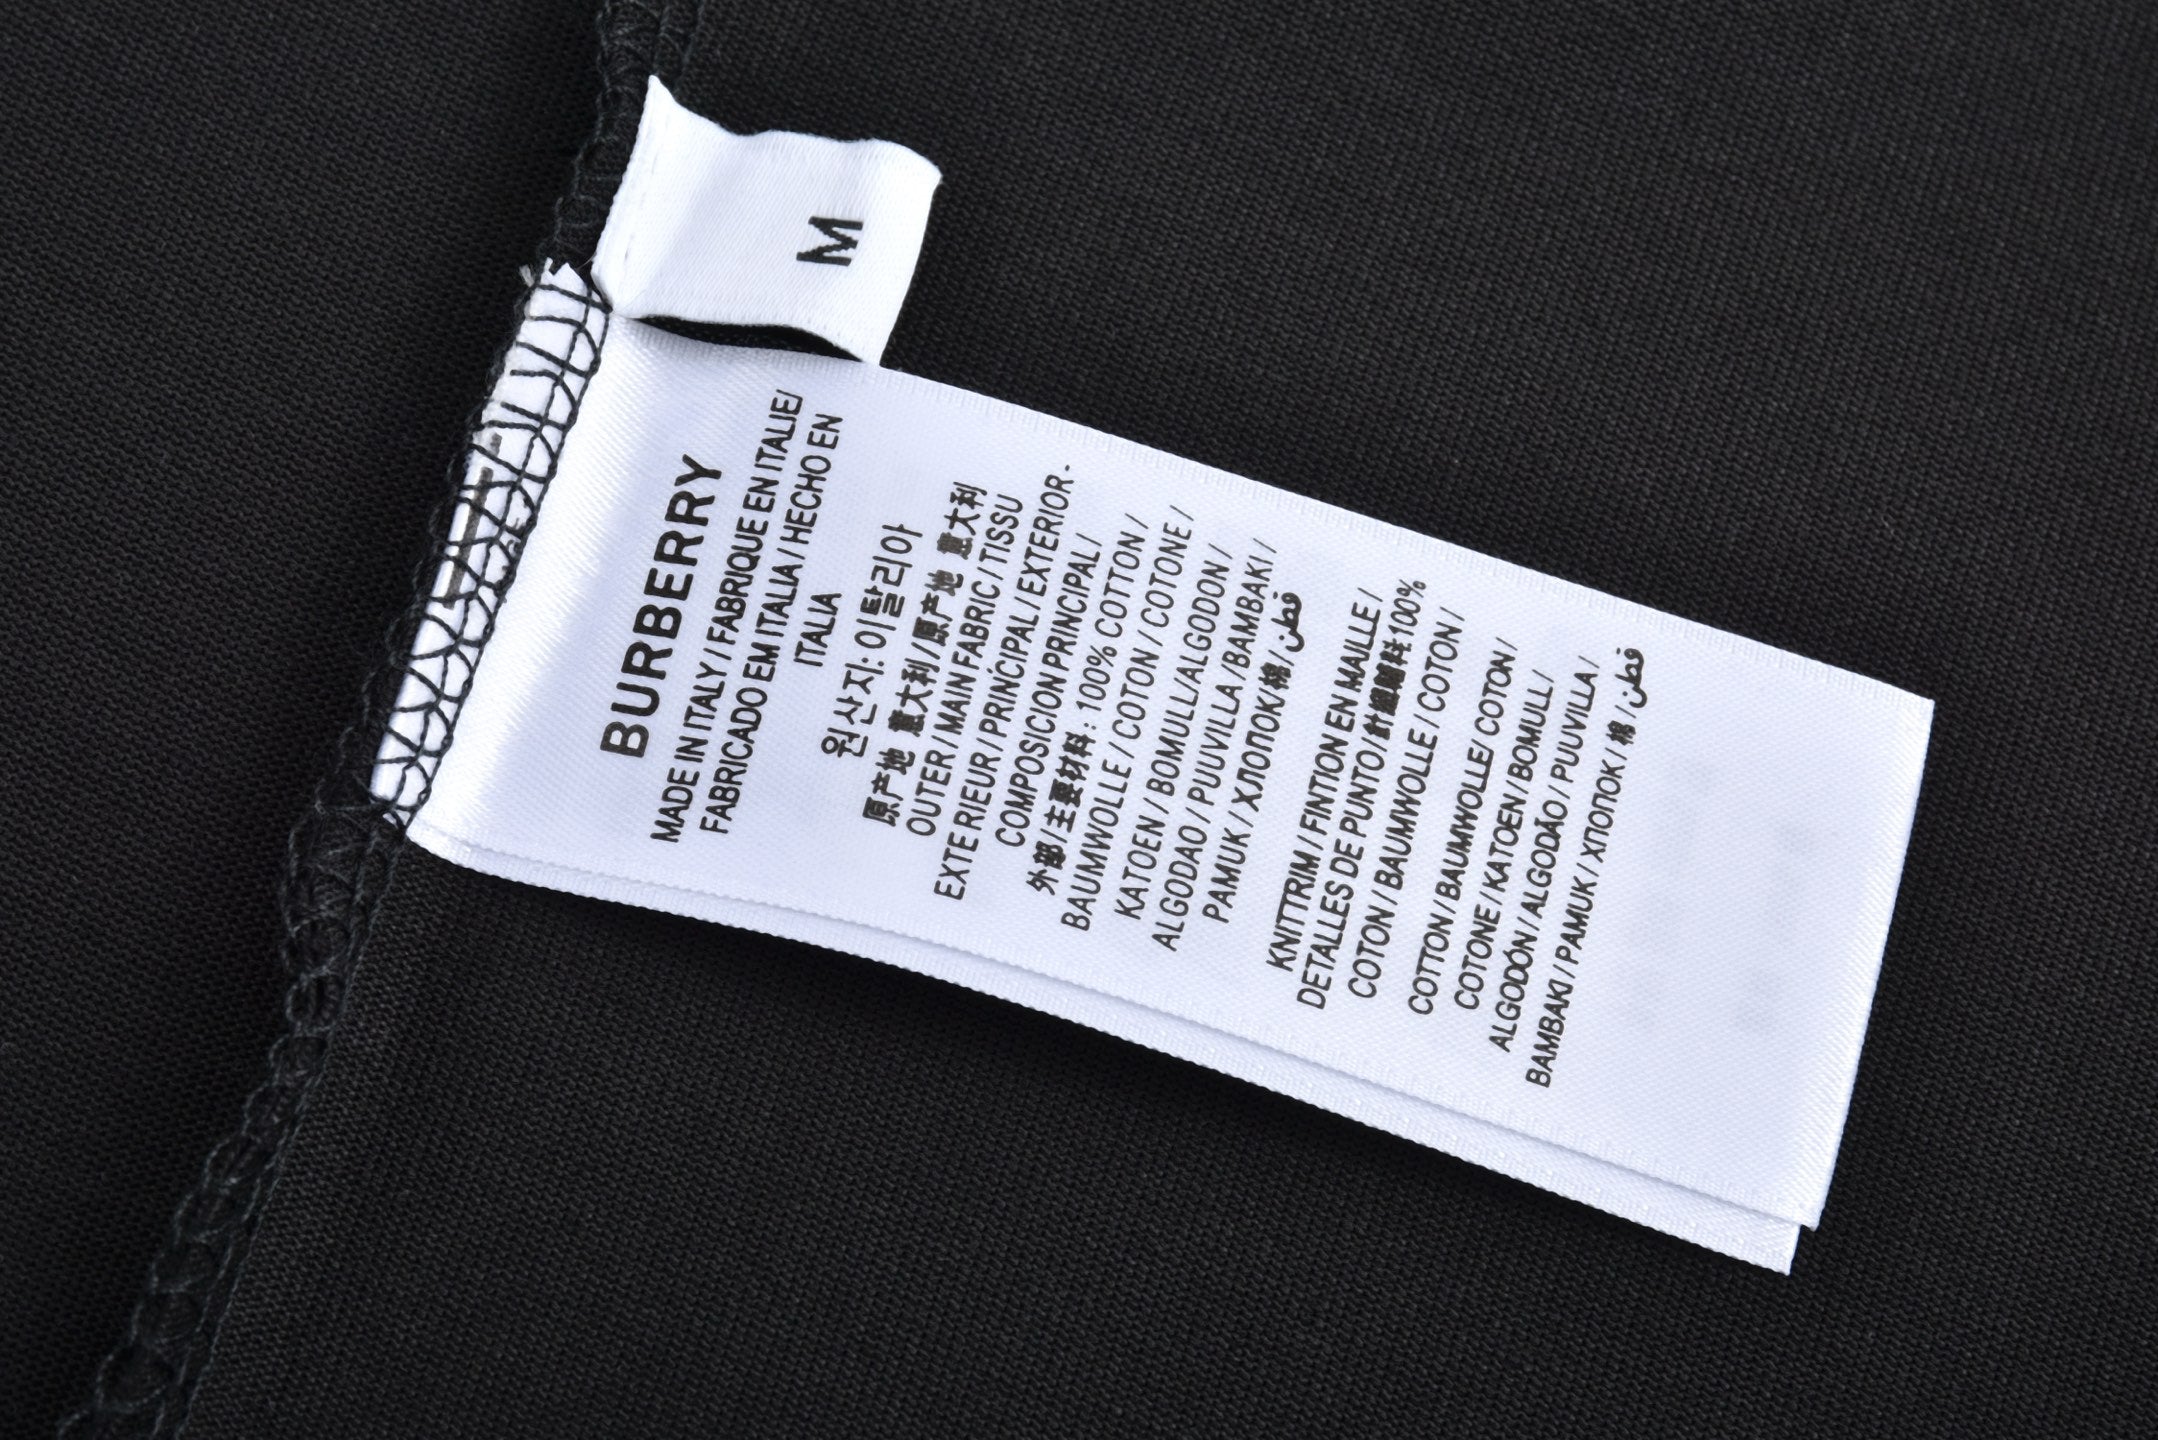 M
BURBERRY
MADE IN ITALY / FABRIQUE EN ITALIE/
FABRICADO EM ITALIA / HECHO EN
ITALIA
원산지: 이탈리아
原产地 意大利/原产地 意大利
OUTER / MAIN FABRIC / TISSU
EXTE RIEUR / PRINCIPAL / EXTERIOR-
COMPOSICION PRINCIPAL /
外部/主要材料 : 100% COTTON /
BAUMWOLLE / COTON / COTONE /
KATOEN / BOMULL/ALGODON /
ALGODAO / PUUVILLA /BAMBAKI /
PAMUK / ХЛОПОК/棉/قطن
KNITTRIM / FINTION EN MAILLE /
DETALLES DE PUNTO/針織輔料:100%
COTON / BAUMWOLLE / COTON /
COTTON / BAUMWOLLE/ COTON/
COTONE / KATOEN / BOMULL/
ALGODÓN / ALGODÃO / PUUVILLA /
BAMBAKI / PAMUK / ХПОПОК / 棉 / قطن